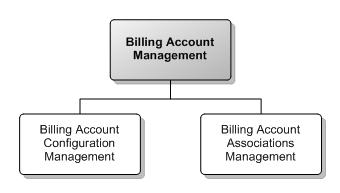 Billing Account
Management
Billing Account
Configuration
Management
Billing Account
Associations
Management